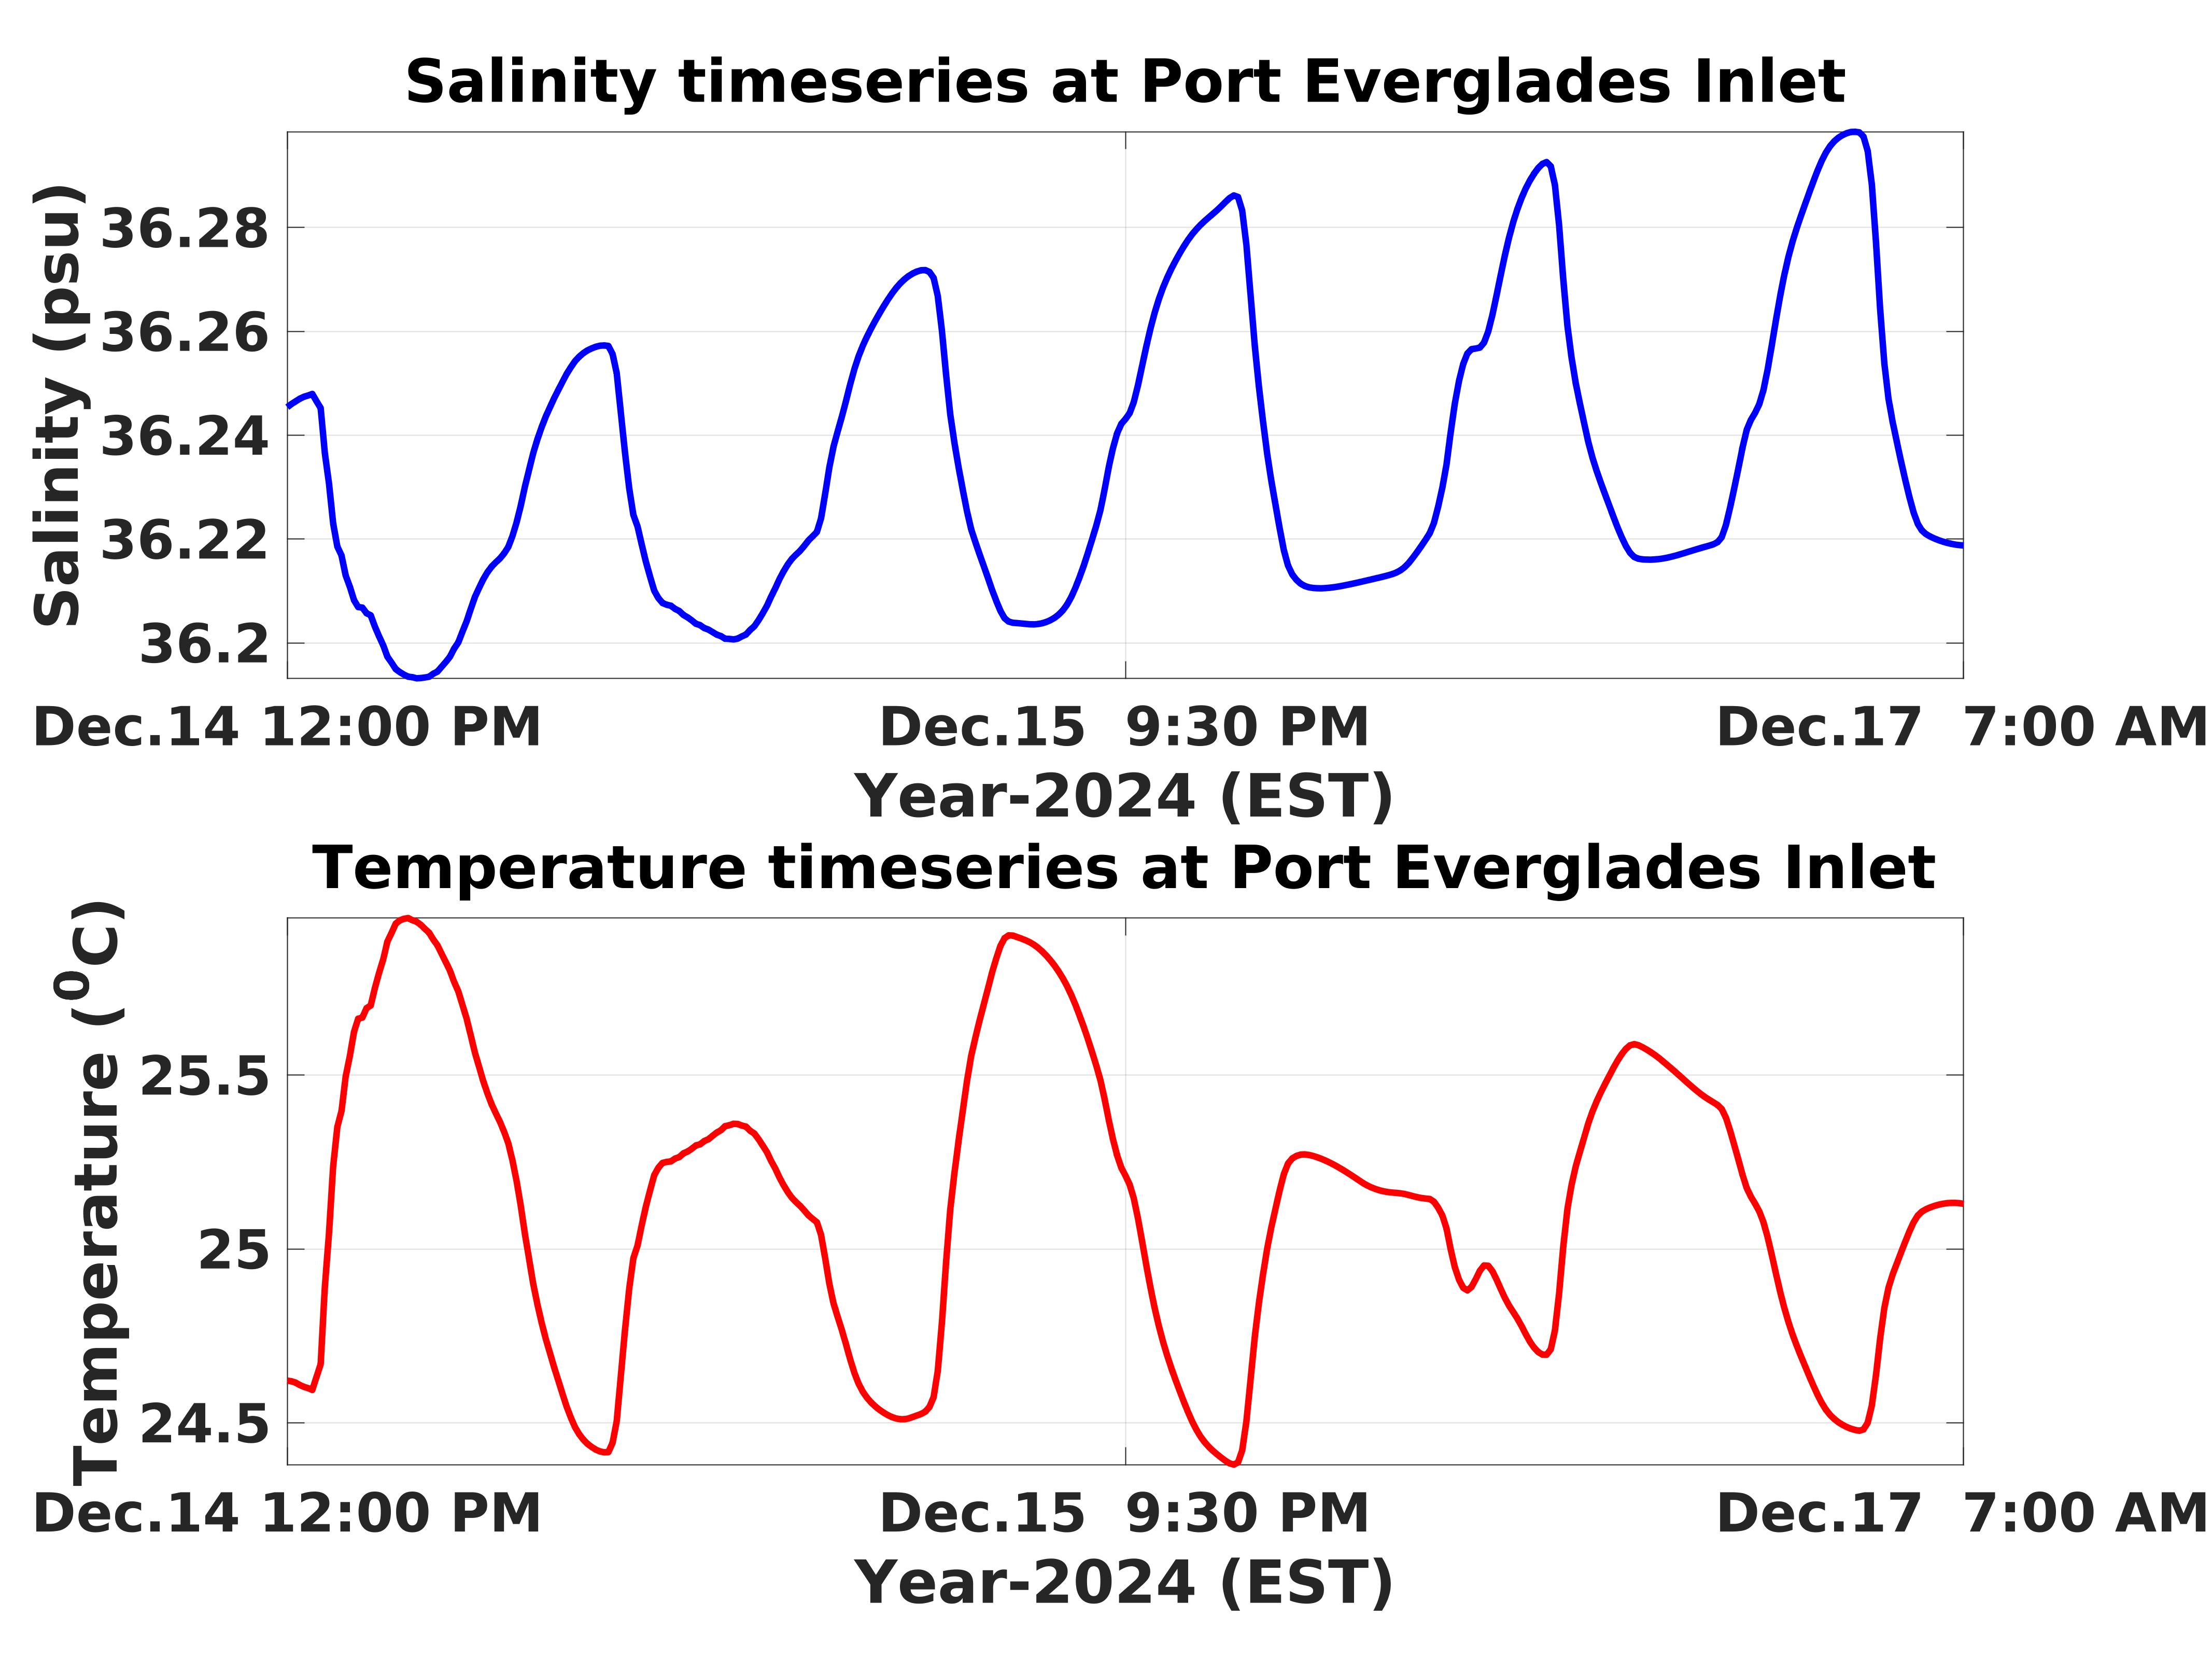 Salinity timeseries at Port Everglades Inlet
Salinity (psu)
36.28
36.26
36.24
36.22
36.2
Dec.14 12:00 PM Dec.15  9:30 PM Dec.17  7:00 AM
Year-2024 (EST)
Temperature timeseries at Port Everglades Inlet
Temperature (⁰C)
25.5
25
24.5
Dec.14 12:00 PM Dec.15  9:30 PM Dec.17  7:00 AM
Year-2024 (EST)